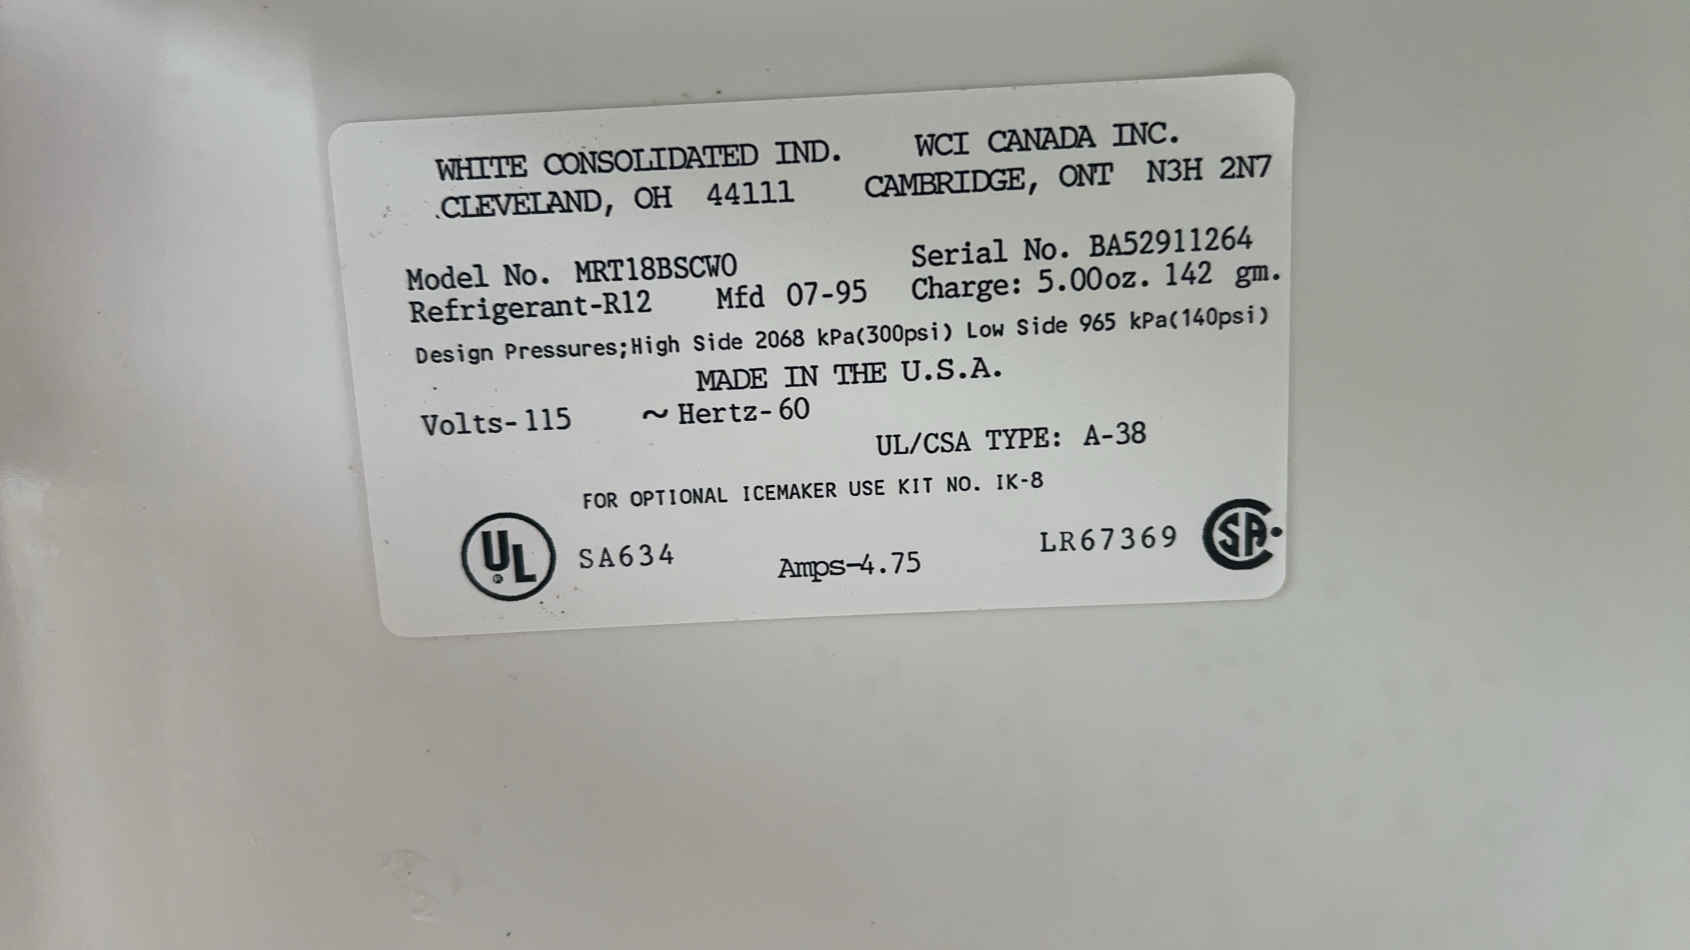 WHITE CONSOLIDATED IND. WCI CANADA INC.
CLEVELAND, OH 44111 CAMBRIDGE, ONT N3H 2N7
Model No. MRT18BSCW0 Serial No. BA52911264
Refrigerant-R12 Mfd 07-95 Charge: 5.00oz. 142 gm.
Design Pressures;High Side 2068 kPa(300psi) Low Side 965 kPa(140psi)
MADE IN THE U.S.A.
Volts-115 ~Hertz-60
UL/CSA TYPE: A-38
FOR OPTIONAL ICEMAKER USE KIT NO. IK-8
UL® SA634 Amps-4.75 LR67369 SA